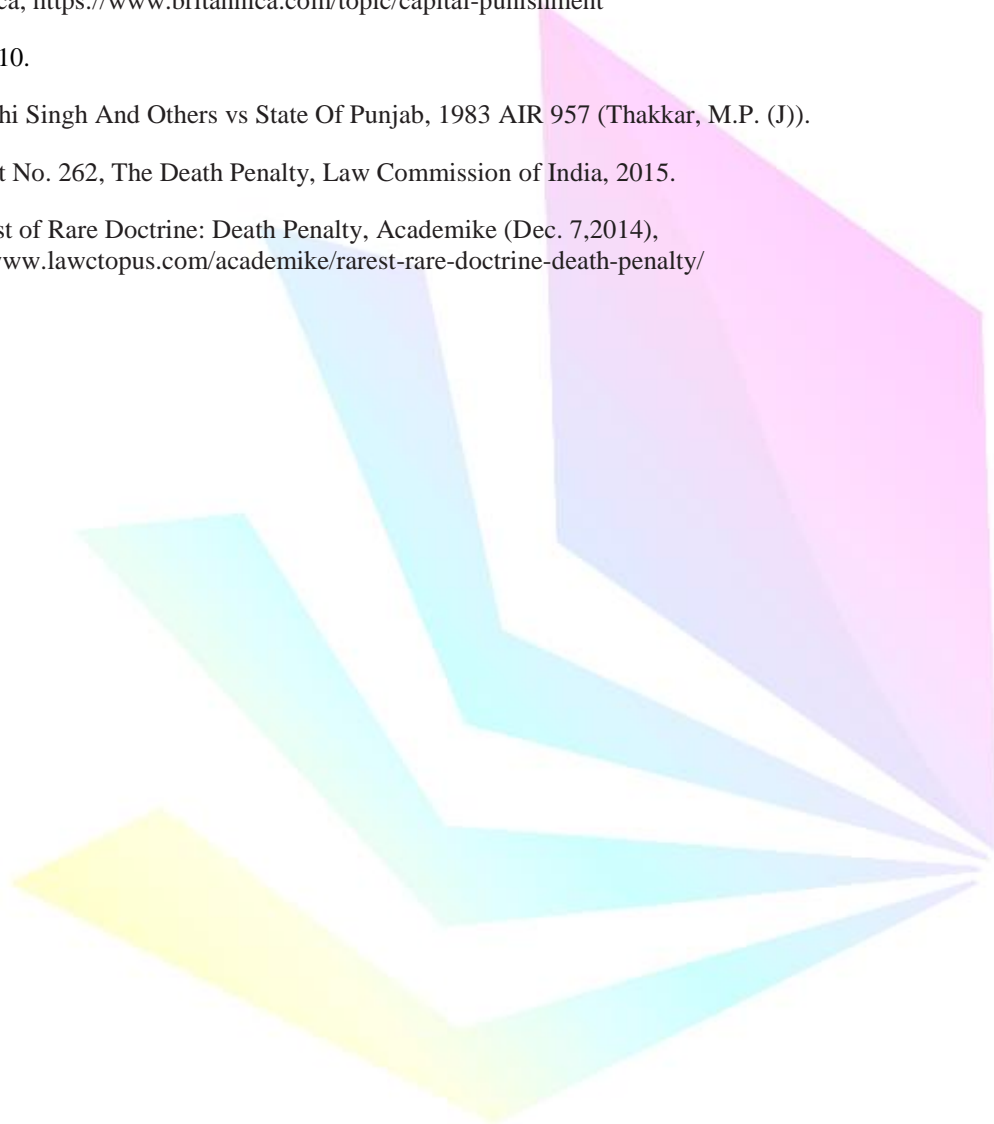 ca, https://www.britannica.com/topic/capital-punishment
10.
hi Singh And Others vs State Of Punjab, 1983 AIR 957 (Thakkar, M.P. (J)).
t No. 262, The Death Penalty, Law Commission of India, 2015.
st of Rare Doctrine: Death Penalty, Academike (Dec. 7,2014),
www.lawctopus.com/academike/rarest-rare-doctrine-death-penalty/